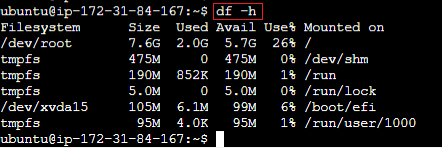 ubuntu@ip-172-31-84-167:~$ df -h
Filesystem      Size  Used Avail Use% Mounted on
/dev/root       7.6G  2.0G  5.7G  26% /
tmpfs           475M     0  475M   0% /dev/shm
tmpfs           190M  852K  190M   1% /run
tmpfs           5.0M     0  5.0M   0% /run/lock
/dev/xvda15     105M  6.1M   99M   6% /boot/efi
tmpfs            95M  4.0K   95M   1% /run/user/1000
ubuntu@ip-172-31-84-167:~$